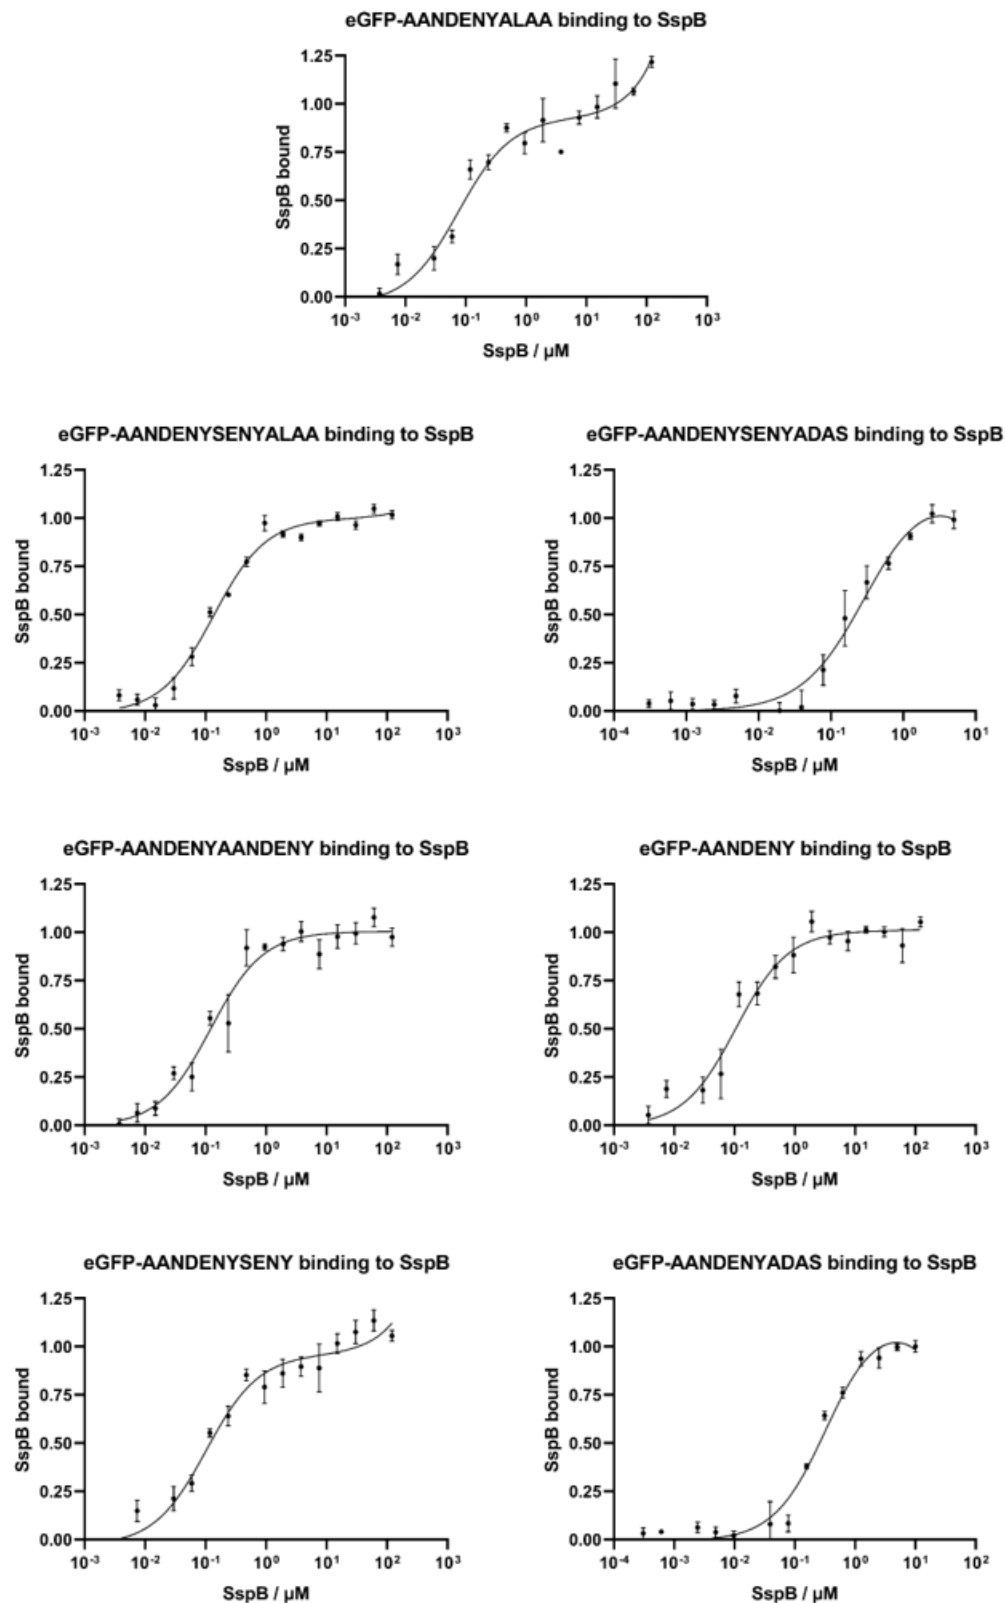 eGFP-AANDENYALAA binding to SspB
1.25
1.00
0.75
0.50
0.25
0.00
SspB bound
10⁻³ 10⁻² 10⁻¹ 10⁰ 10¹ 10² 10³
SspB / µM
eGFP-AANDENYSENYALAA binding to SspB
1.25
1.00
0.75
0.50
0.25
0.00
SspB bound
10⁻³ 10⁻² 10⁻¹ 10⁰ 10¹ 10² 10³
SspB / µM
eGFP-AANDENYSENYADAS binding to SspB
1.25
1.00
0.75
0.50
0.25
0.00
SspB bound
10⁻⁴ 10⁻³ 10⁻² 10⁻¹ 10⁰ 10¹
SspB / µM
eGFP-AANDENYAANDENY binding to SspB
1.25
1.00
0.75
0.50
0.25
0.00
SspB bound
10⁻³ 10⁻² 10⁻¹ 10⁰ 10¹ 10² 10³
SspB / µM
eGFP-AANDENY binding to SspB
1.25
1.00
0.75
0.50
0.25
0.00
SspB bound
10⁻³ 10⁻² 10⁻¹ 10⁰ 10¹ 10² 10³
SspB / µM
eGFP-AANDENYSENY binding to SspB
1.25
1.00
0.75
0.50
0.25
0.00
SspB bound
10⁻³ 10⁻² 10⁻¹ 10⁰ 10¹ 10² 10³
SspB / µM
eGFP-AANDENYADAS binding to SspB
1.25
1.00
0.75
0.50
0.25
0.00
SspB bound
10⁻⁴ 10⁻³ 10⁻² 10⁻¹ 10⁰ 10¹ 10²
SspB / µM